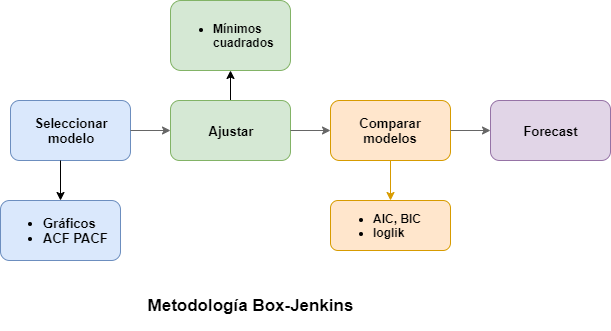 • Mínimos
cuadrados
Seleccionar
modelo
Ajustar
Comparar
modelos
Forecast
• Gráficos
• ACF PACF
• AIC, BIC
• loglik
Metodología Box-Jenkins